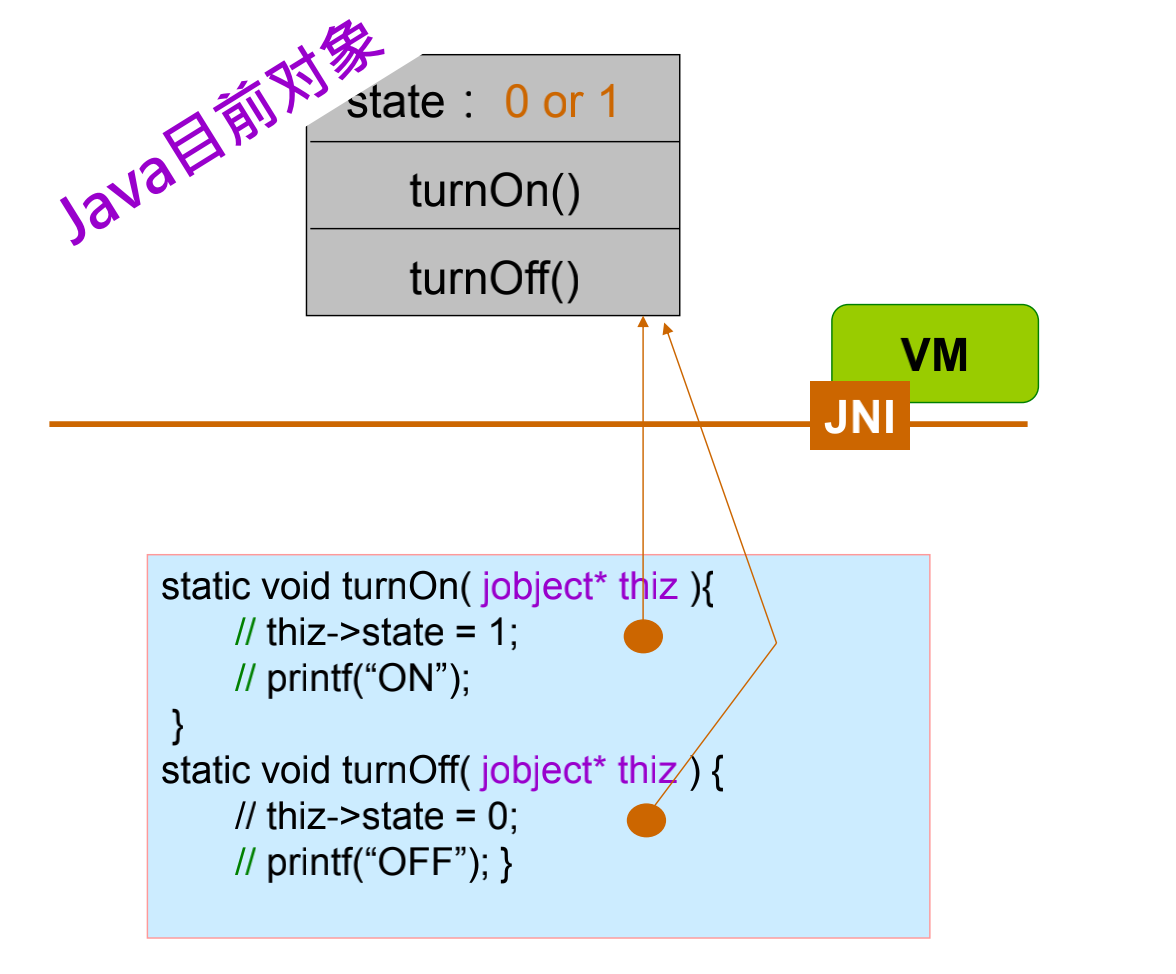 Java目前对象
state： 0 or 1
turnOn()
turnOff()
VM
JNI
static void turnOn( jobject* thiz ){
// thiz->state = 1;
// printf(“ON”);
}
static void turnOff( jobject* thiz ) {
// thiz->state = 0;
// printf(“OFF”); }